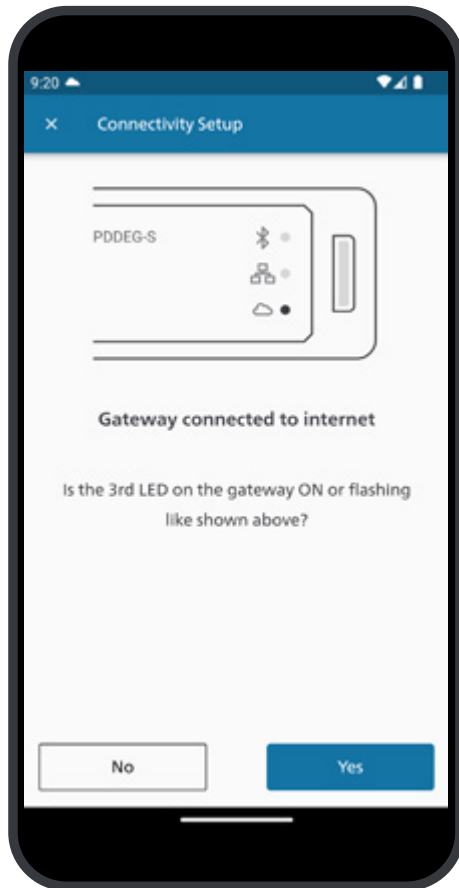 9:20
Connectivity Setup
PDDEG-S
Gateway connected to internet
Is the 3rd LED on the gateway ON or flashing
like shown above?
No
Yes